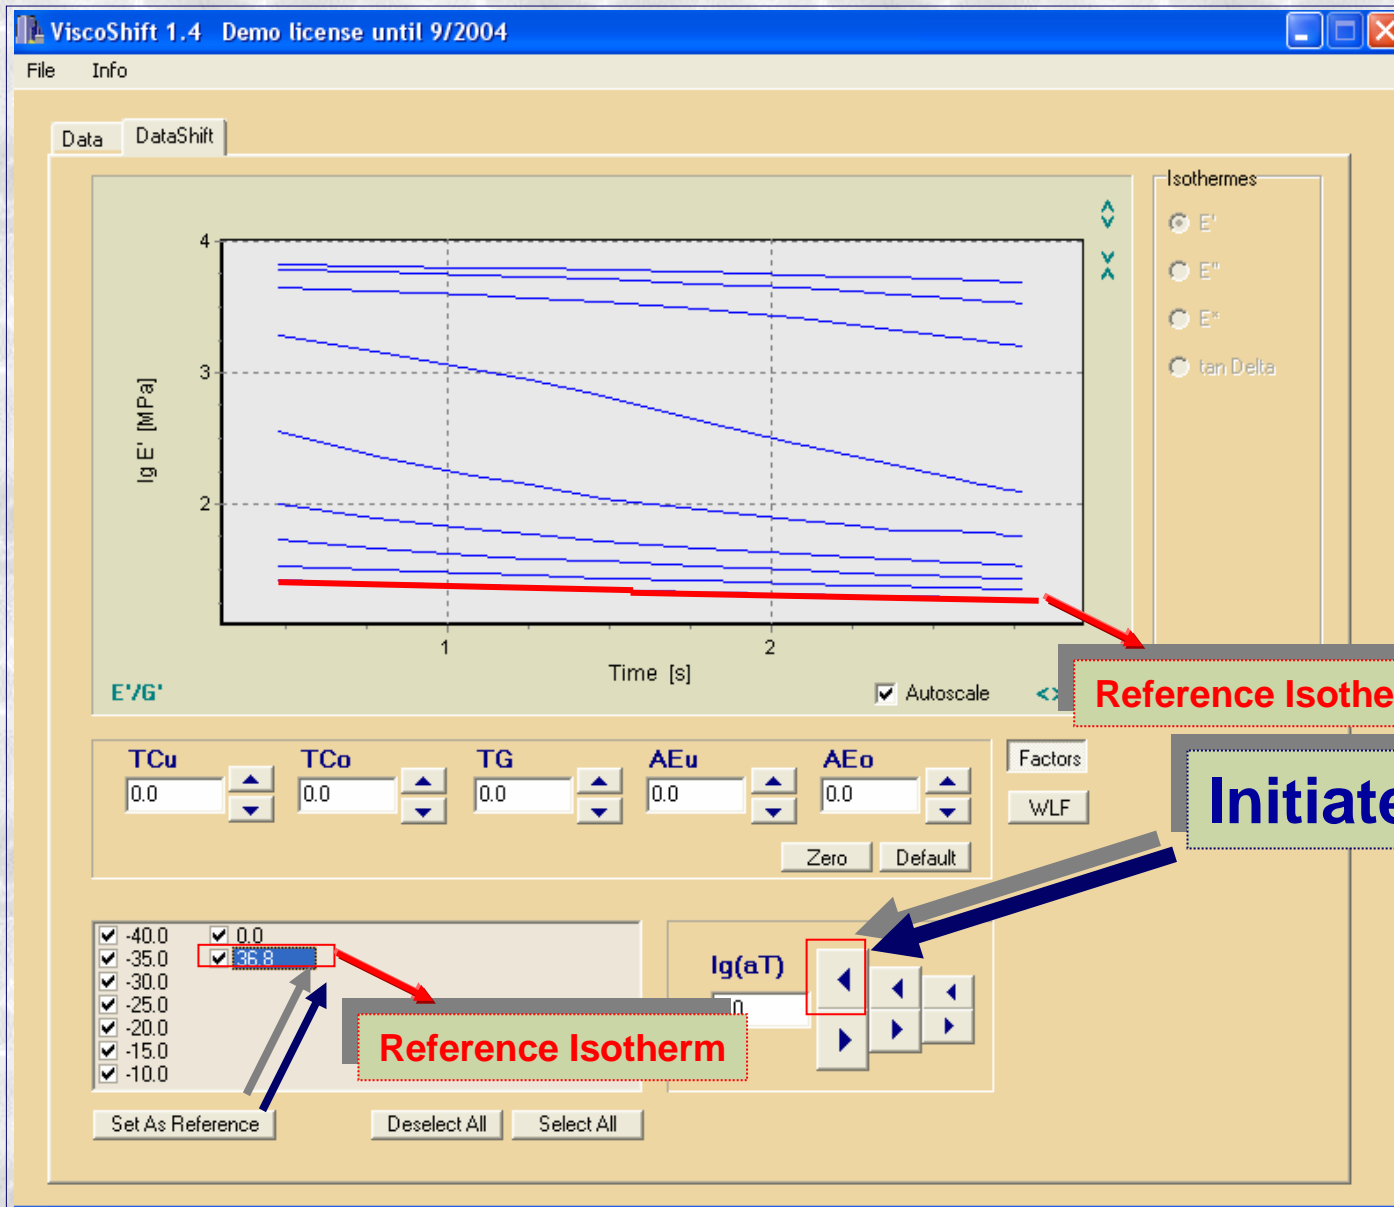 ViscoShift 1.4 Demo license until 9/2004
File Info
Data DataShift
Isothermes
E'
E"
E*
tan Delta
4
3
2
lg E' [MPa]
1 2
Time [s]
E'/G'
Autoscale
<>
Reference Isothe
TCu TCo TG AEu AEo
0.0 0.0 0.0 0.0 0.0
Factors
WLF
Zero Default
Initiate
-40.0 0.0
-35.0 36.8
-30.0
-25.0
-20.0
-15.0
-10.0
lg(aT)
Reference Isotherm
Set As Reference Deselect All Select All